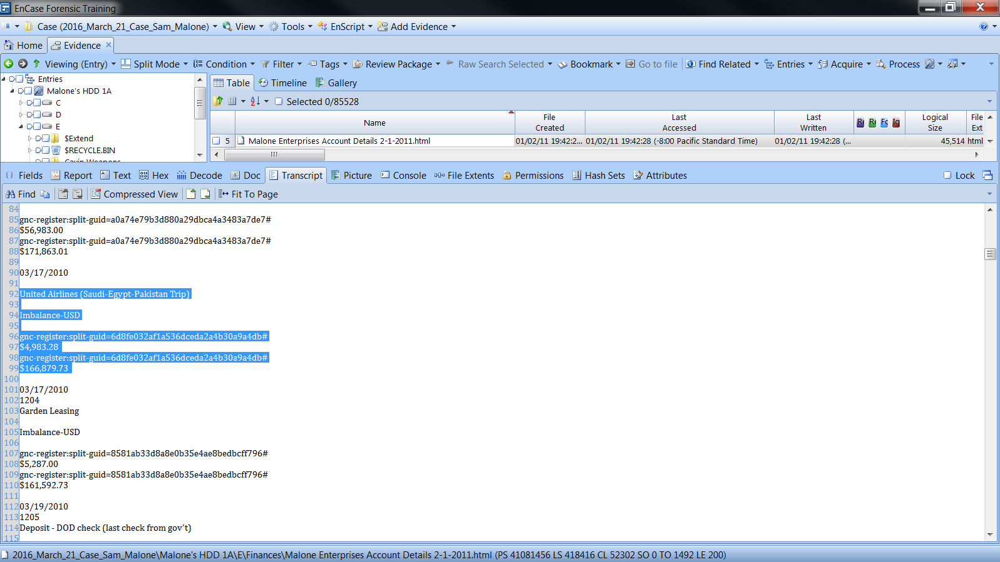 EnCase Forensic Training
Case (2016_March_21_Case_Sam_Malone) View Tools EnScript Add Evidence
Home Evidence
Viewing (Entry) Split Mode Condition Filter Tags Review Package Raw Search Selected Bookmark Go to file Find Related Entries Acquire Process
Entries
Malone's HDD 1A
C
D
E
$Extend
$RECYCLE.BIN
Gavin Weapons
Table Timeline Gallery
Selected 0/85528
Name File Created Last Accessed Last Written Re Re Fo Ig Logical Size File Ext
5 Malone Enterprises Account Details 2-1-2011.html 01/02/11 19:42:2... 01/02/11 19:42:28 (-8:00 Pacific Standard Time) 01/02/11 19:42:28 (... 45,514 html
Fields Report Text Hex Decode Doc Transcript Picture Console File Extents Permissions Hash Sets Attributes Lock
Find Compressed View Fit To Page
84
85 gnc-register:split-guid=a0a74e79b3d880a29dbca4a3483a7de7#
86 $56,983.00
87 gnc-register:split-guid=a0a74e79b3d880a29dbca4a3483a7de7#
88 $171,863.01
89
90 03/17/2010
91
92 United Airlines (Saudi-Egypt-Pakistan Trip)
93
94 Imbalance-USD
95
96 gnc-register:split-guid=6d8fe032af1a536dceda2a4b30a9a4db#
97 $4,983.28
98 gnc-register:split-guid=6d8fe032af1a536dceda2a4b30a9a4db#
99 $166,879.73
100
101 03/17/2010
102 1204
103 Garden Leasing
104
105 Imbalance-USD
106
107 gnc-register:split-guid=8581ab33d8a8e0b35e4ae8bedbcff796#
108 $5,287.00
109 gnc-register:split-guid=8581ab33d8a8e0b35e4ae8bedbcff796#
110 $161,592.73
111
112 03/19/2010
113 1205
114 Deposit - DOD check (last check from gov't)
115
2016_March_21_Case_Sam_Malone\Malone's HDD 1A\E\Finances\Malone Enterprises Account Details 2-1-2011.html (PS 41081456 LS 418416 CL 52302 SO 0 TO 1492 LE 200)